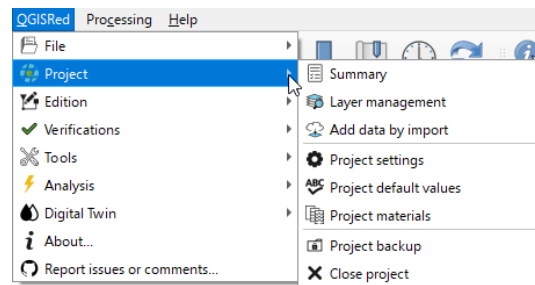 QGISRed Processing Help
File
Project
Edition
Verifications
Tools
Analysis
Digital Twin
About...
Report issues or comments...
Summary
Layer management
Add data by import
Project settings
Project default values
Project materials
Project backup
Close project